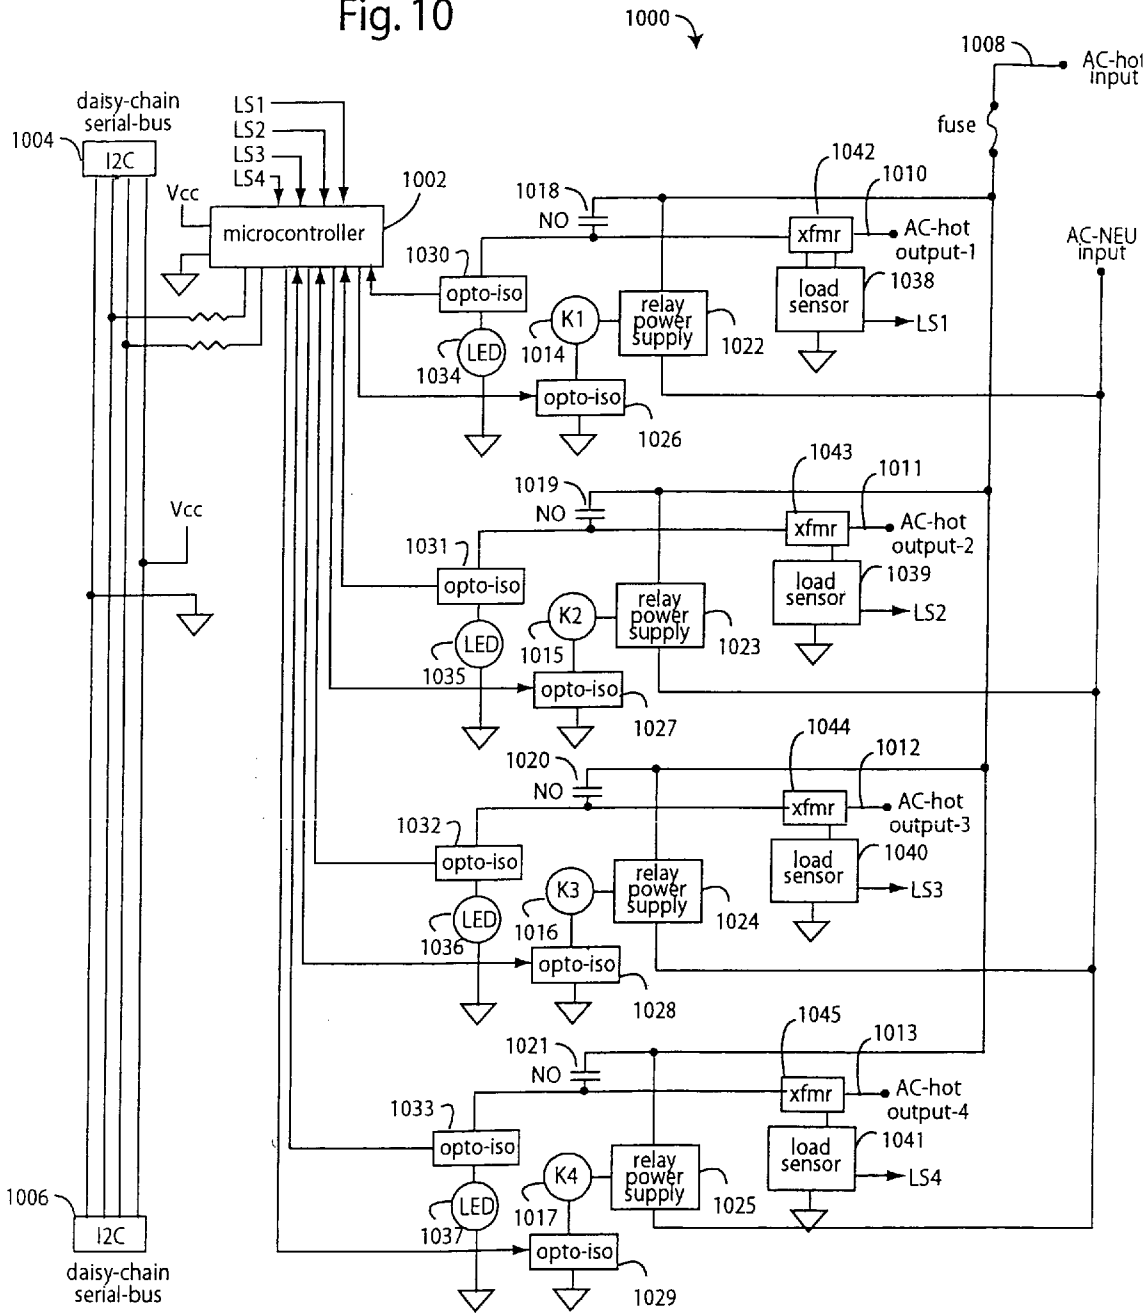 Fig. 10
1000
1008
AC-hot
input
fuse
daisy-chain
serial-bus
1004
I2C
LS1
LS2
LS3
LS4
Vcc
1002
microcontroller
1018
NO
1042
1010
xfmr
AC-hot
output-1
AC-NEU
input
1030
opto-iso
K1
1014
relay
power
supply
1022
load
sensor
1038
LS1
LED
1034
opto-iso
1026
1043
1011
1019
NO
xfmr
AC-hot
output-2
Vcc
1031
opto-iso
K2
1015
relay
power
supply
1023
load
sensor
1039
LS2
LED
1035
opto-iso
1027
1044
1012
1020
NO
xfmr
AC-hot
output-3
1032
opto-iso
K3
1016
relay
power
supply
1024
load
sensor
1040
LS3
LED
1036
opto-iso
1028
1045
1013
1021
NO
xfmr
AC-hot
output-4
1033
opto-iso
K4
1017
relay
power
supply
1025
load
sensor
1041
LS4
LED
1037
opto-iso
1029
1006
I2C
daisy-chain
serial-bus